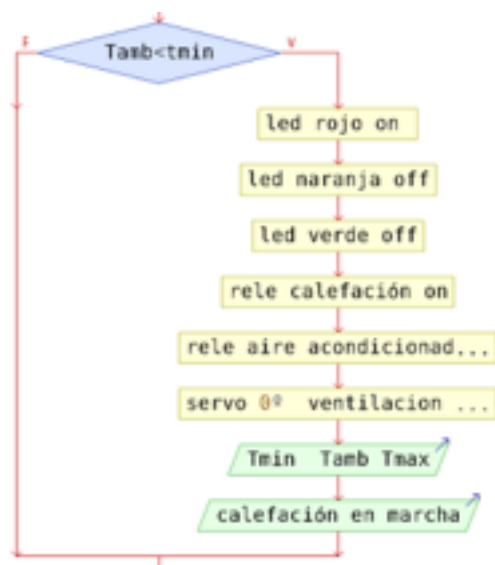 F
V
Tamb<tmin
led rojo on
led naranja off
led verde off
rele calefación on
rele aire acondicionad...
servo 0º ventilacion ...
Tmin Tamb Tmax
calefación en marcha